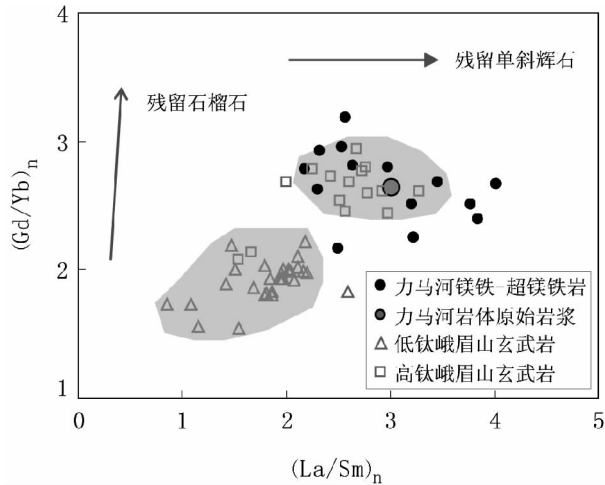 4
残留单斜辉石
残留石榴石
3
(Gd/Yb)n
2
力马河镁铁-超镁铁岩
力马河岩体原始岩浆
低钛峨眉山玄武岩
高钛峨眉山玄武岩
1
0 1 2 3 4 5
(La/Sm)n